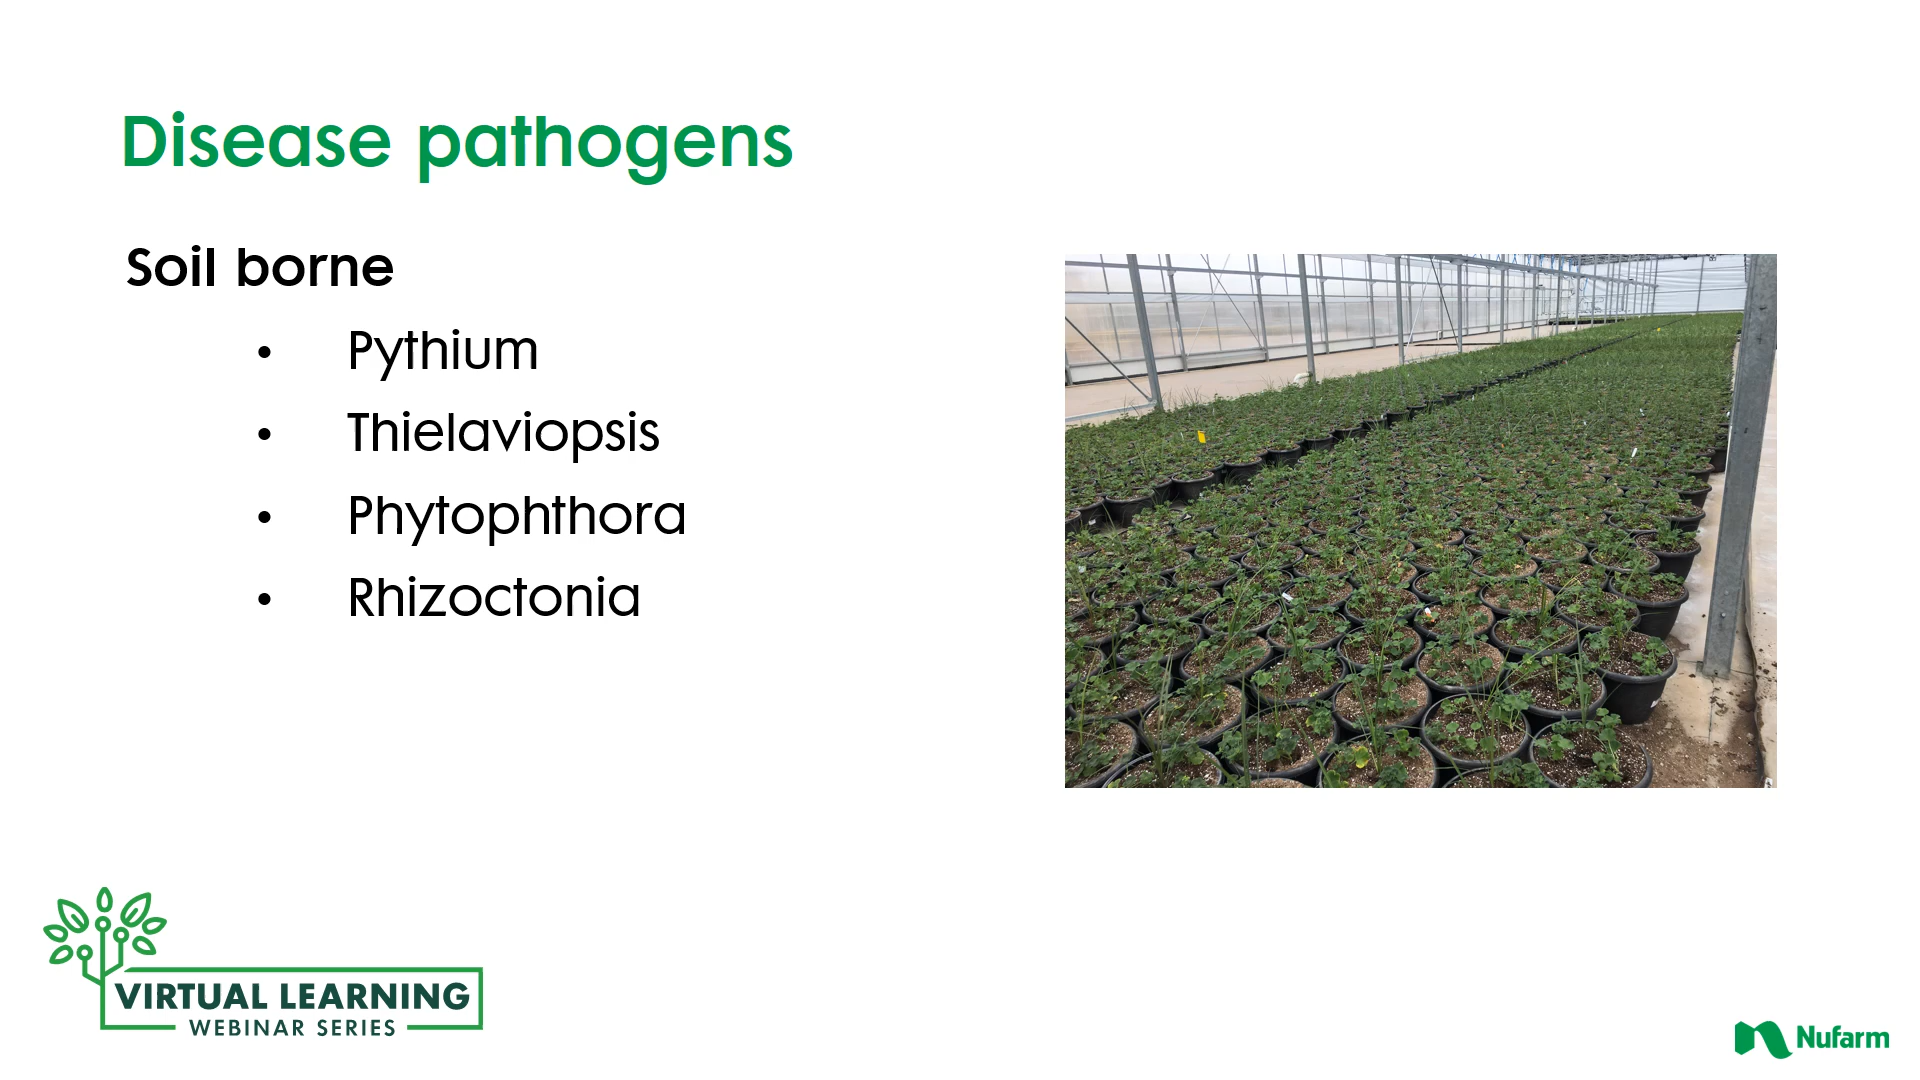 Disease pathogens
Soil borne
• Pythium
• Thielaviopsis
• Phytophthora
• Rhizoctonia
VIRTUAL LEARNING
WEBINAR SERIES
Nufarm